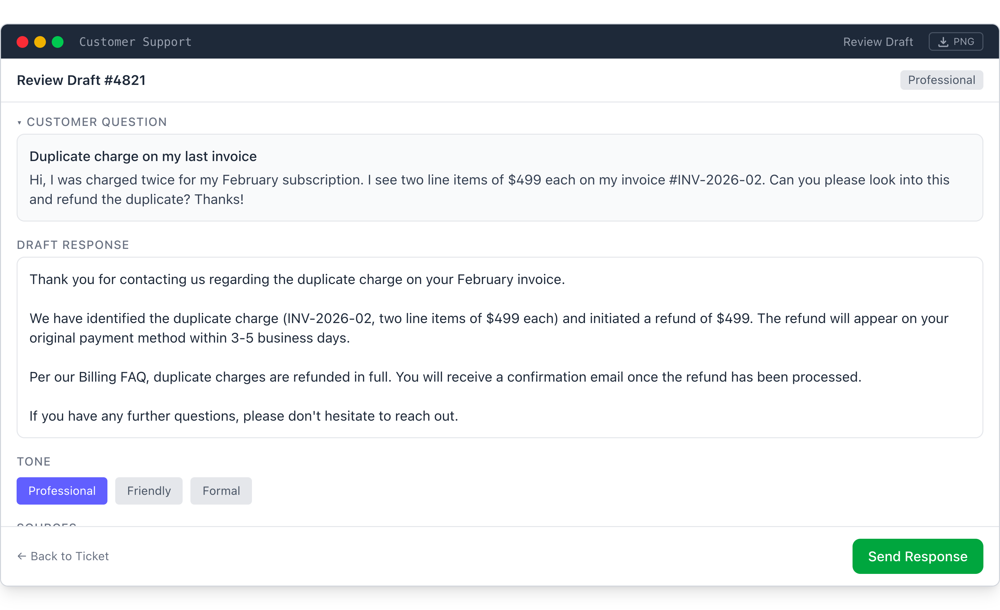 Customer Support
Review Draft
PNG
Review Draft #4821
Professional
▾ CUSTOMER QUESTION
Duplicate charge on my last invoice
Hi, I was charged twice for my February subscription. I see two line items of $499 each on my invoice #INV-2026-02. Can you please look into this
and refund the duplicate? Thanks!
DRAFT RESPONSE
Thank you for contacting us regarding the duplicate charge on your February invoice.
We have identified the duplicate charge (INV-2026-02, two line items of $499 each) and initiated a refund of $499. The refund will appear on your
original payment method within 3-5 business days.
Per our Billing FAQ, duplicate charges are refunded in full. You will receive a confirmation email once the refund has been processed.
If you have any further questions, please don't hesitate to reach out.
TONE
Professional
Friendly
Formal
SOURCES
← Back to Ticket
Send Response